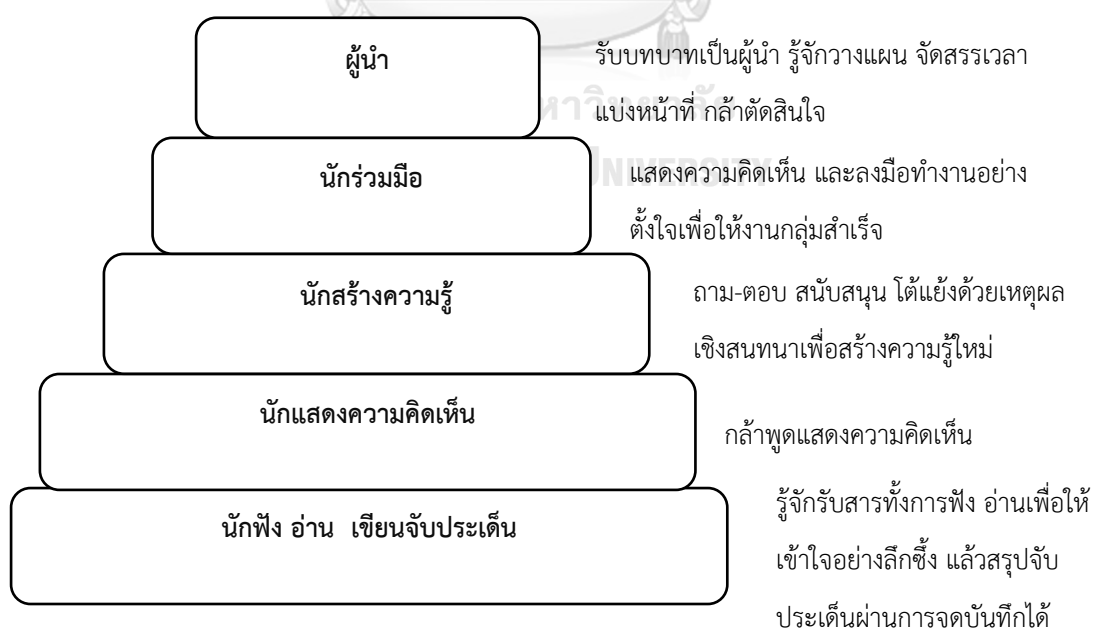 ผู้นำ
รับบทบาทเป็นผู้นำ รู้จักวางแผน จัดสรรเวลา
แบ่งหน้าที่ กล้าตัดสินใจ
นักร่วมมือ
UNIVERSITY
แสดงความคิดเห็น และลงมือทำงานอย่าง
ตั้งใจเพื่อให้งานกลุ่มสำเร็จ
นักสร้างความรู้
ถาม-ตอบ สนับสนุน โต้แย้งด้วยเหตุผล
เชิงสนทนาเพื่อสร้างความรู้ใหม่
นักแสดงความคิดเห็น
กล้าพูดแสดงความคิดเห็น
นักฟัง อ่าน เขียนจับประเด็น
รู้จักรับสารทั้งการฟัง อ่านเพื่อให้
เข้าใจอย่างลึกซึ้ง แล้วสรุปจับ
ประเด็นผ่านการจดบันทึกได้